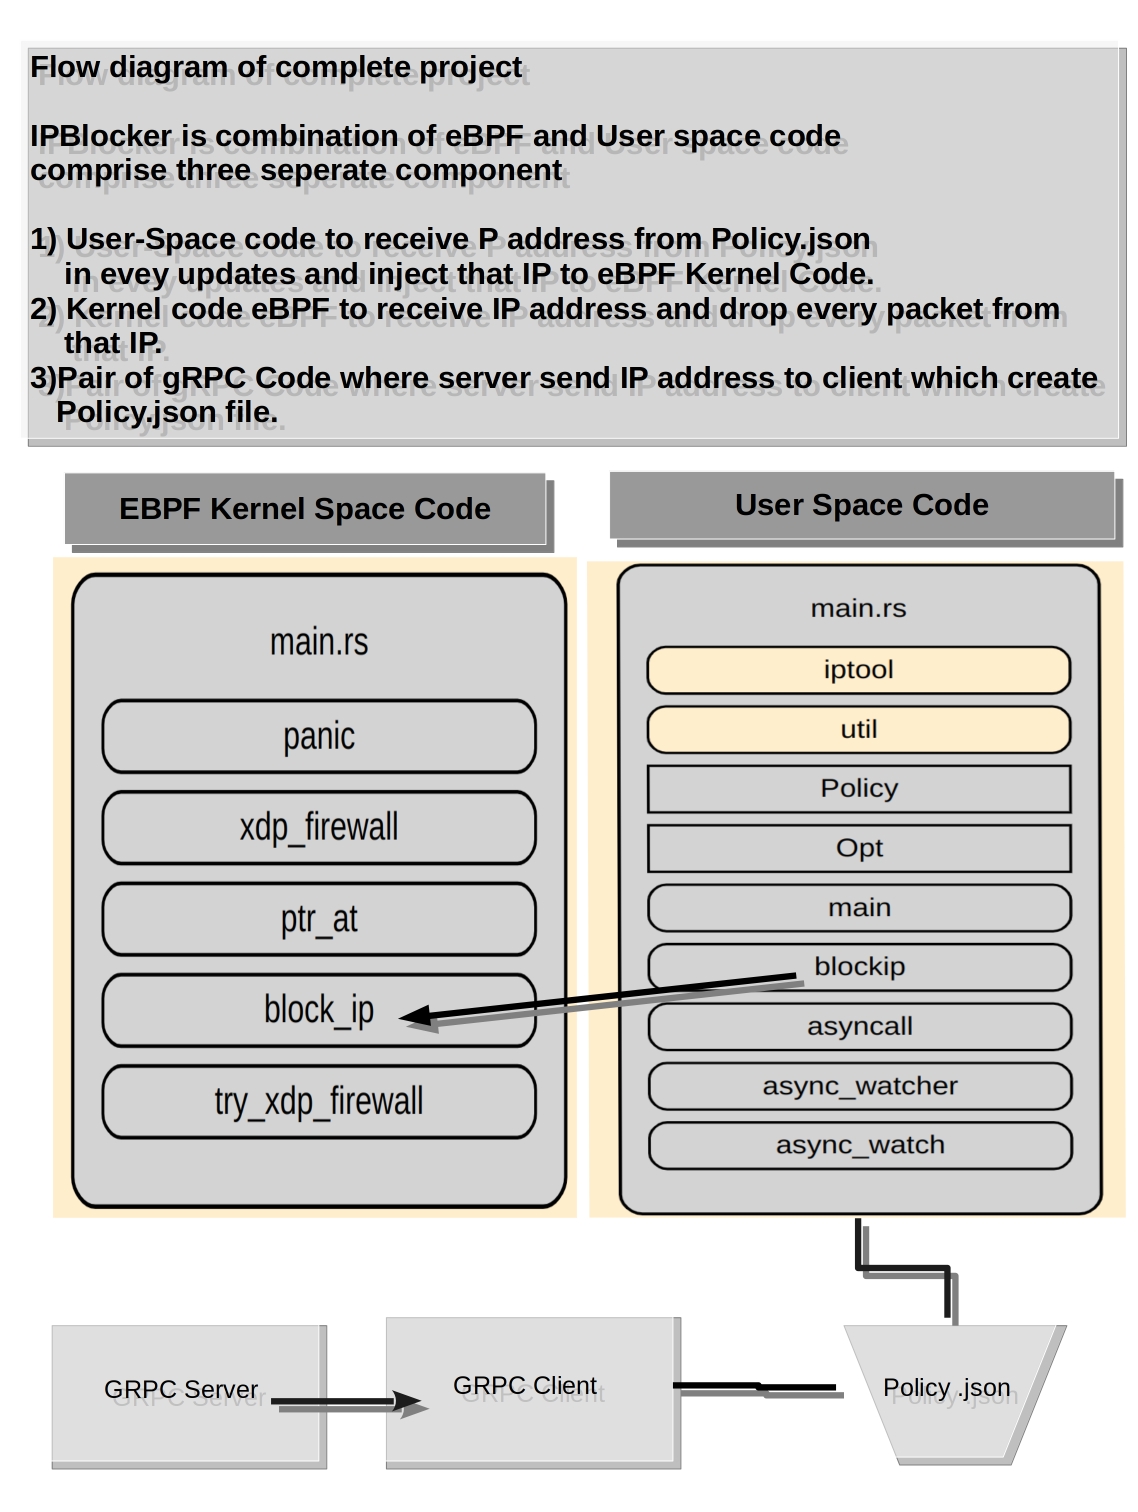 Flow diagram of complete project
IPBlocker is combination of eBPF and User space code
comprise three seperate component
1) User-Space code to receive P address from Policy.json
in evey updates and inject that IP to eBPF Kernel Code.
2) Kernel code eBPF to receive IP address and drop every packet from
that IP.
3)Pair of gRPC Code where server send IP address to client which create
Policy.json file.
EBPF Kernel Space Code
main.rs
panic
xdp_firewall
ptr_at
block_ip
try_xdp_firewall
User Space Code
main.rs
iptool
util
Policy
Opt
main
blockip
asyncall
async_watcher
async_watch
GRPC Server
GRPC Client
Policy .json